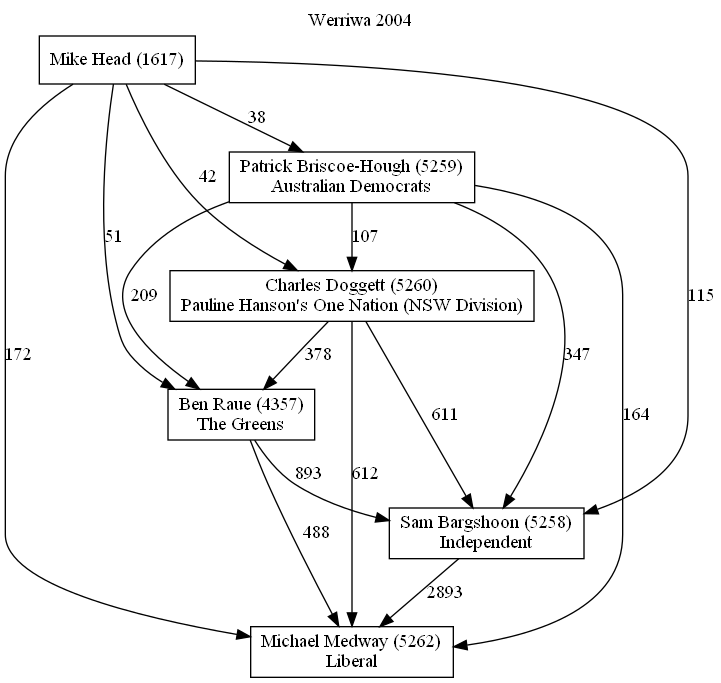 Werriwa 2004
Mike Head (1617)
38
Patrick Briscoe-Hough (5259)
Australian Democrats
42
51
107
115
Charles Doggett (5260)
Pauline Hanson's One Nation (NSW Division)
209
172
378
347
Ben Raue (4357)
The Greens
611
164
893
612
Sam Bargshoon (5258)
Independent
488
2893
Michael Medway (5262)
Liberal